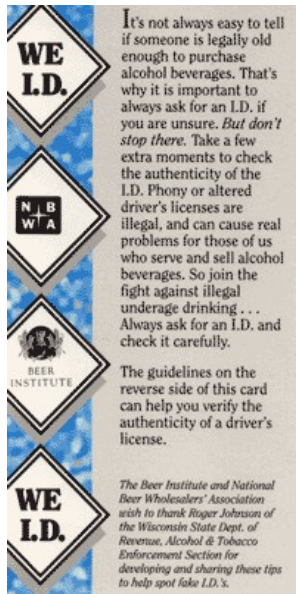 WE
I.D.
N B
W A
BEER
INSTITUTE
WE
I.D.
It's not always easy to tell
if someone is legally old
enough to purchase
alcohol beverages. That's
why it is important to
always ask for an I.D. if
you are unsure. But don't
stop there. Take a few
extra moments to check
the authenticity of the
I.D. Phony or altered
driver's licenses are
illegal, and can cause real
problems for those of us
who serve and sell alcohol
beverages. So join the
fight against illegal
underage drinking . . .
Always ask for an I.D. and
check it carefully.
The guidelines on the
reverse side of this card
can help you verify the
authenticity of a driver's
license.
The Beer Institute and National
Beer Wholesalers' Association
wish to thank Roger Johnson of
the Wisconsin State Dept. of
Revenue, Alcohol & Tobacco
Enforcement Section for
developing and sharing these tips
to help spot fake I.D.'s.